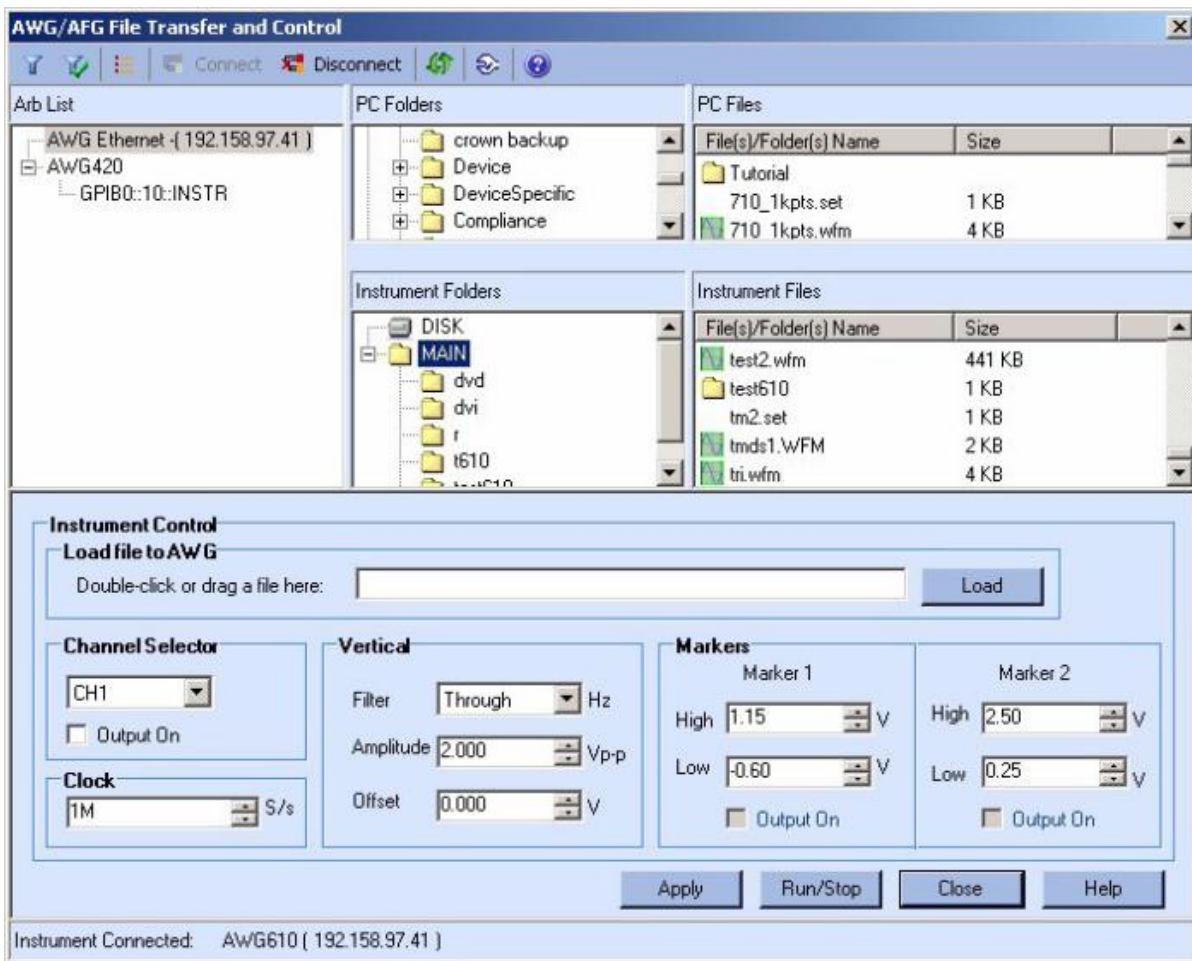 AWG/AFG File Transfer and Control
Connect Disconnect
Arb List
AWG Ethernet -( 192.158.97.41 )
AWG420
GPIB0::10::INSTR
PC Folders
crown backup
Device
DeviceSpecific
Compliance
PC Files
File(s)/Folder(s) Name Size
Tutorial
710_1kpts.set 1 KB
710_1kpts.wfm 4 KB
Instrument Folders
DISK
MAIN
dvd
dvi
r
t610
Instrument Files
File(s)/Folder(s) Name Size
test2.wfm 441 KB
test610 1 KB
tm2.set 1 KB
tmds1.WFM 2 KB
tri.wfm 4 KB
Instrument Control
Load file to AWG
Double-click or drag a file here: Load
Channel Selector
CH1
Output On
Clock
1M S/s
Vertical
Filter Through Hz
Amplitude 2.000 Vp-p
Offset 0.000 V
Markers
Marker 1
High 1.15 V
Low -0.60 V
Output On
Marker 2
High 2.50 V
Low 0.25 V
Output On
Apply Run/Stop Close Help
Instrument Connected: AWG610 ( 192.158.97.41 )